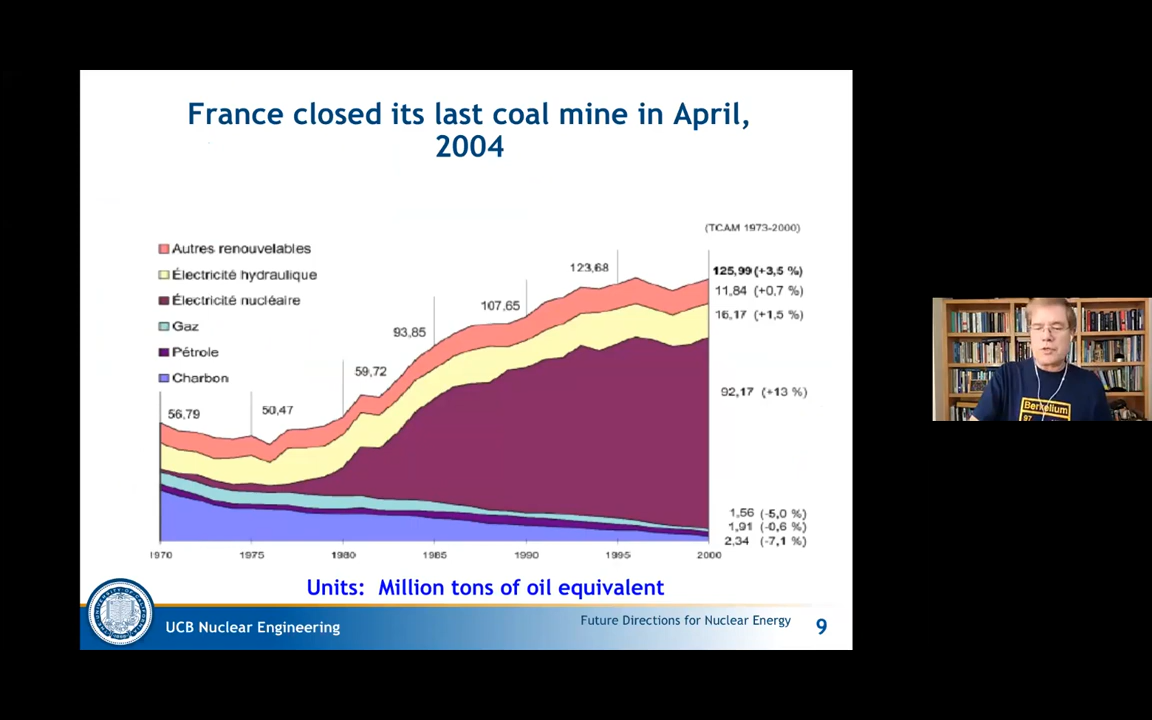 France closed its last coal mine in April,
2004
(TCAM 1973-2000)
Autres renouvelables
Électricité hydraulique
Électricité nucléaire
Gaz
Pétrole
Charbon
56,79
50,47
59,72
93,85
107,65
123,68
125,99 (+3,5 %)
11,84 (+0,7 %)
16,17 (+1,5 %)
92,17 (+13 %)
1,56 (-5,0 %)
1,91 (-0,6 %)
2,34 (-7,1 %)
1970 1975 1980 1985 1990 1995 2000
Units: Million tons of oil equivalent
UCB Nuclear Engineering
Future Directions for Nuclear Energy
9
Berkelium
97